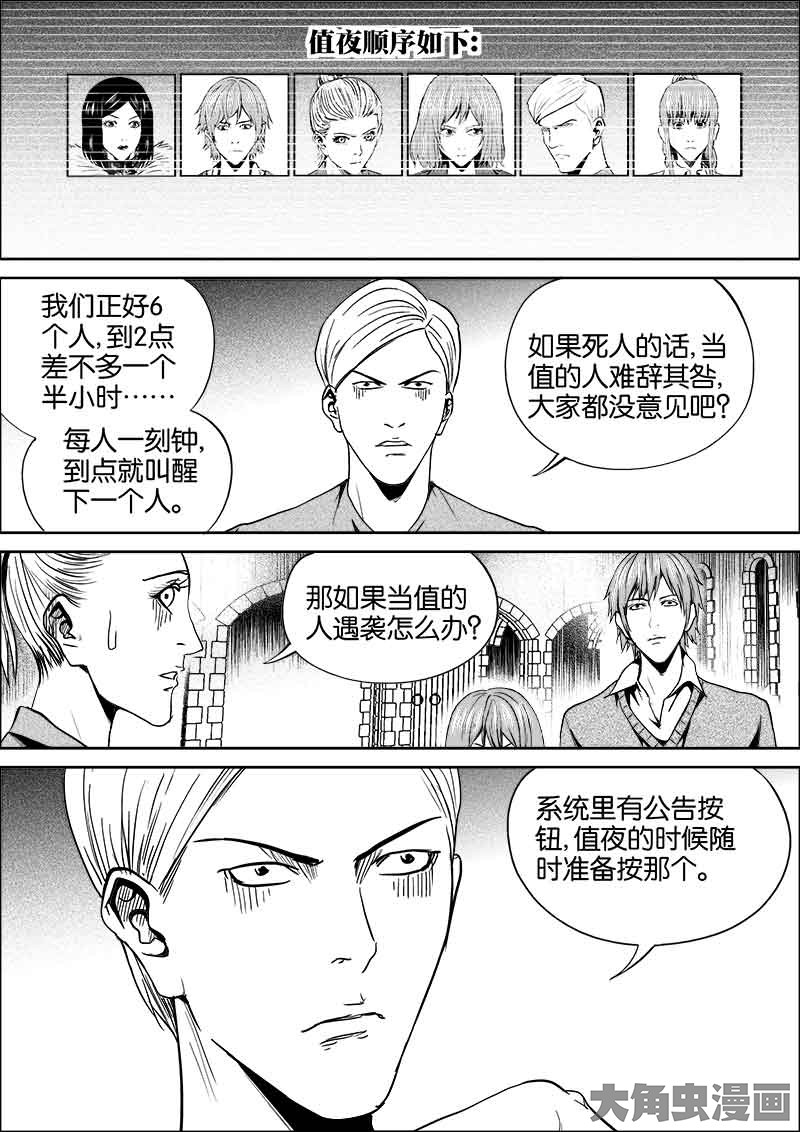 值夜顺序如下：
我们正好6
个人，到2点
差不多一个
半小时……
每人一刻钟，
到点就叫醒
下一个人。
如果死人的话，当
值的人难辞其咎，
大家都没意见吧？
那如果当值的
人遇袭怎么办？
系统里有公告按
钮，值夜的时候随
时准备按那个。
大角虫漫画